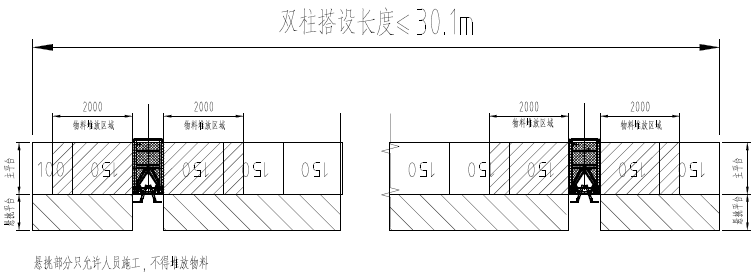 双柱搭设长度≤30.1m
2000 2000 2000 2000
物料堆放区域 物料堆放区域 物料堆放区域 物料堆放区域
主平台 100 150 150 150 150 150 150 150 150 150 主平台
悬挑平台 悬挑平台
悬挑部分只允许人员施工,不得堆放物料